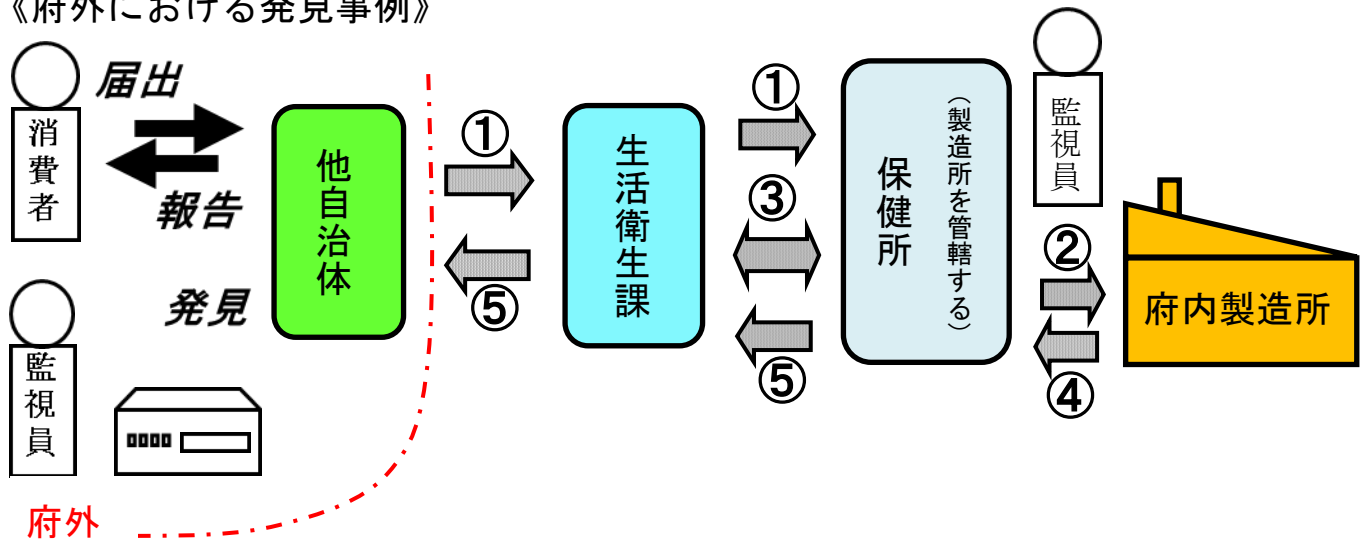 《府外における発見事例》
届出
消費者
報告
他自治体
①
⑤
生活衛生課
①
③
⑤
保健所
（製造所を管轄する）
監視員
②
④
府内製造所
発見
監視員
府外